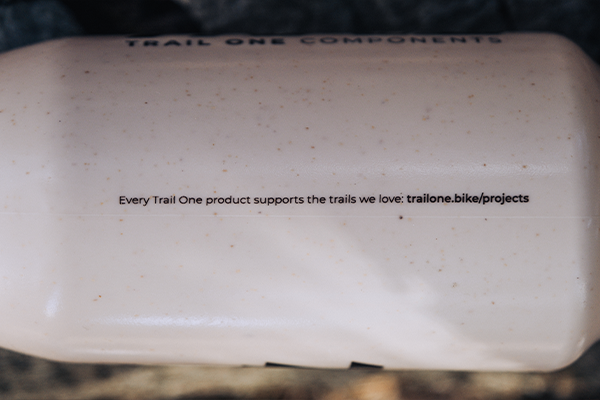 TRAIL ONE COMPONENTS
Every Trail One product supports the trails we love: trailone.bike/projects